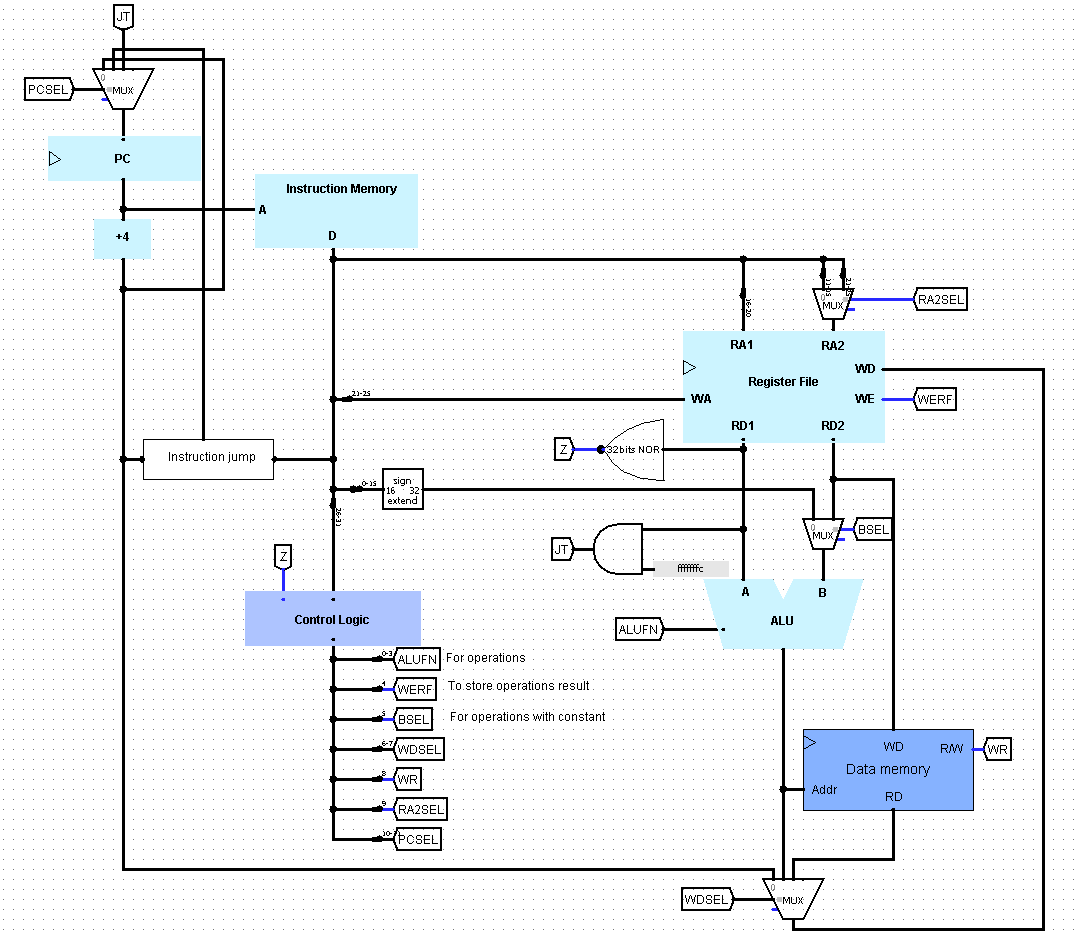 JT
0
MUX
PCSEL
PC
Instruction Memory
A
D
+4
0
MUX
RA2SEL
16-20
RA1
RA2
WD
Register File
21-25
WA
WE
WERF
RD1
RD2
Z
32bits NOR
Instruction jump
0-15
sign
16 32
extend
26-31
0
MUX
BSEL
JT
fffffffc
Z
A
B
ALU
Control Logic
ALUFN
0-3
ALUFN
For operations
4
WERF
To store operations result
5
BSEL
For operations with constant
6-7
WDSEL
8
WR
9
RA2SEL
PCSEL
WD
R/W
WR
Data memory
Addr
RD
0
MUX
WDSEL